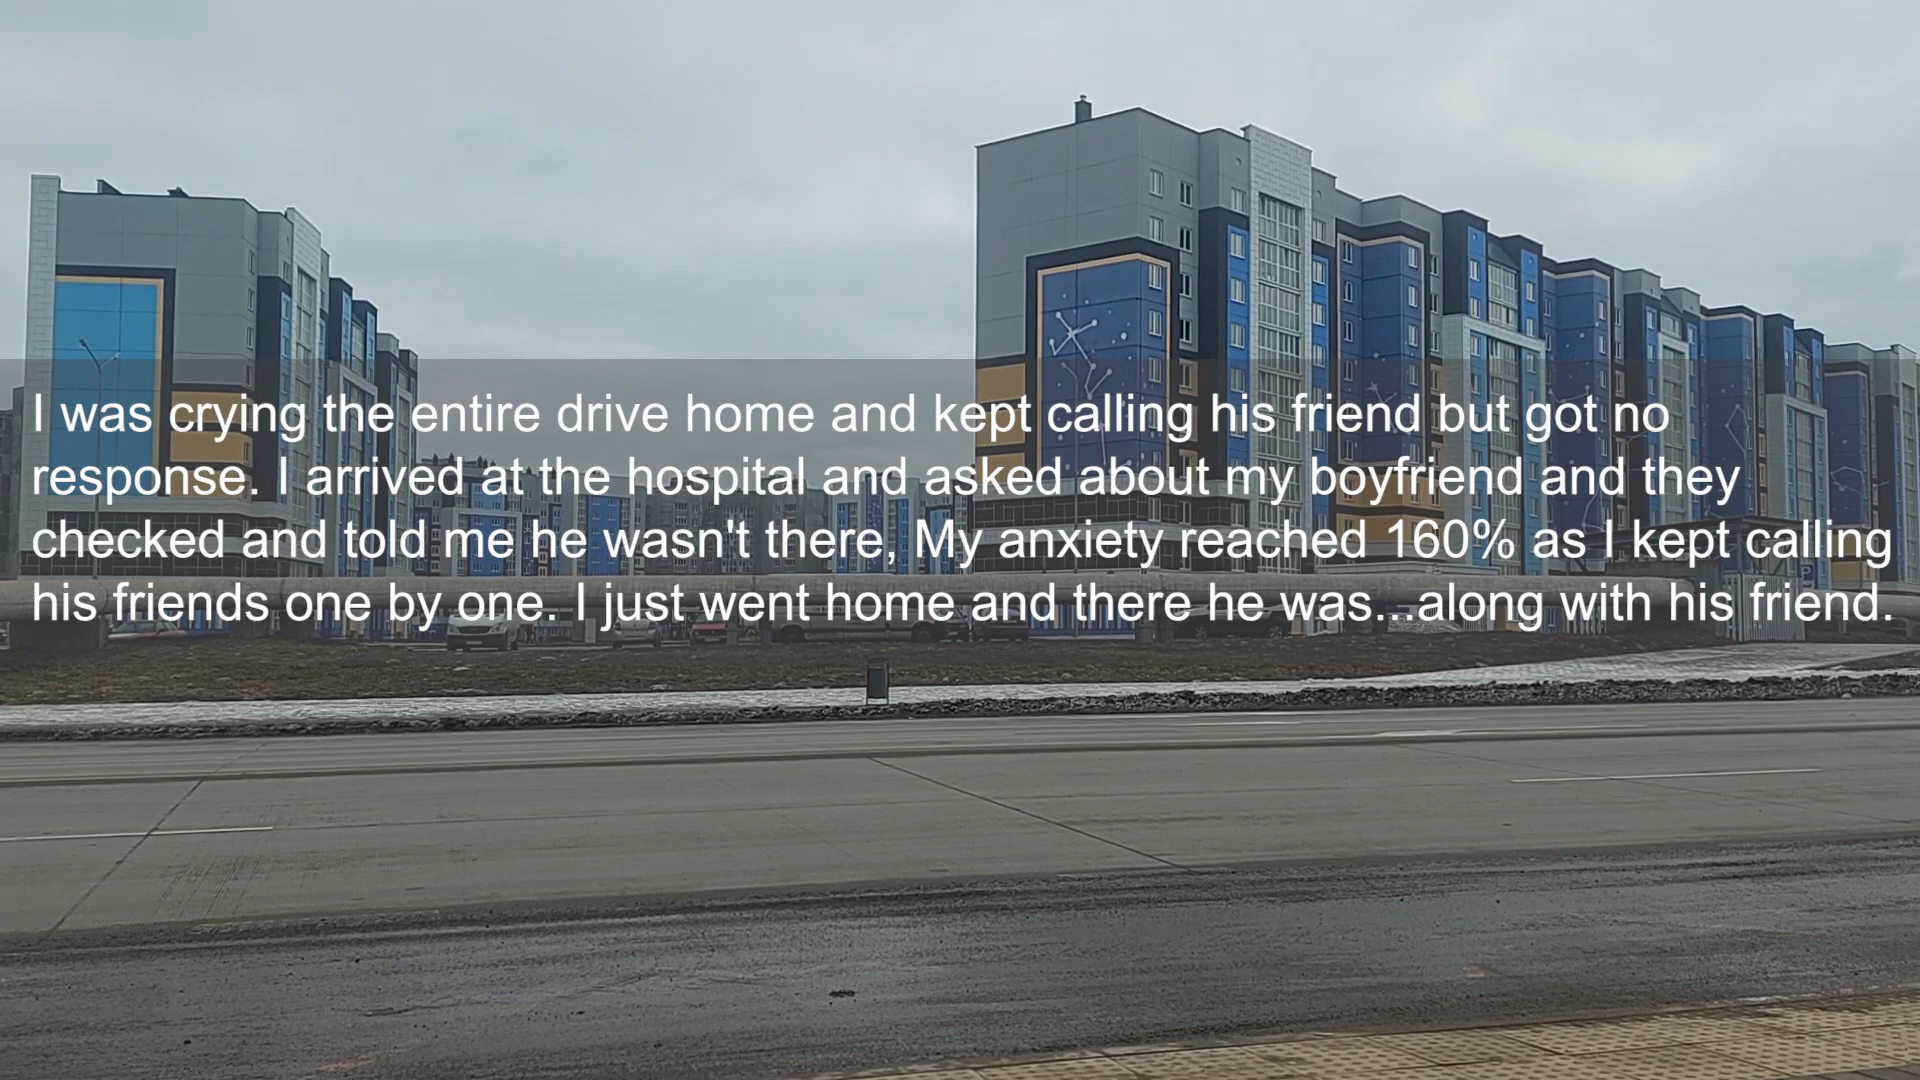 I was crying the entire drive home and kept calling his friend but got no
response. I arrived at the hospital and asked about my boyfriend and they
checked and told me he wasn't there, My anxiety reached 160% as I kept calling
his friends one by one. I just went home and there he was...along with his friend.
P